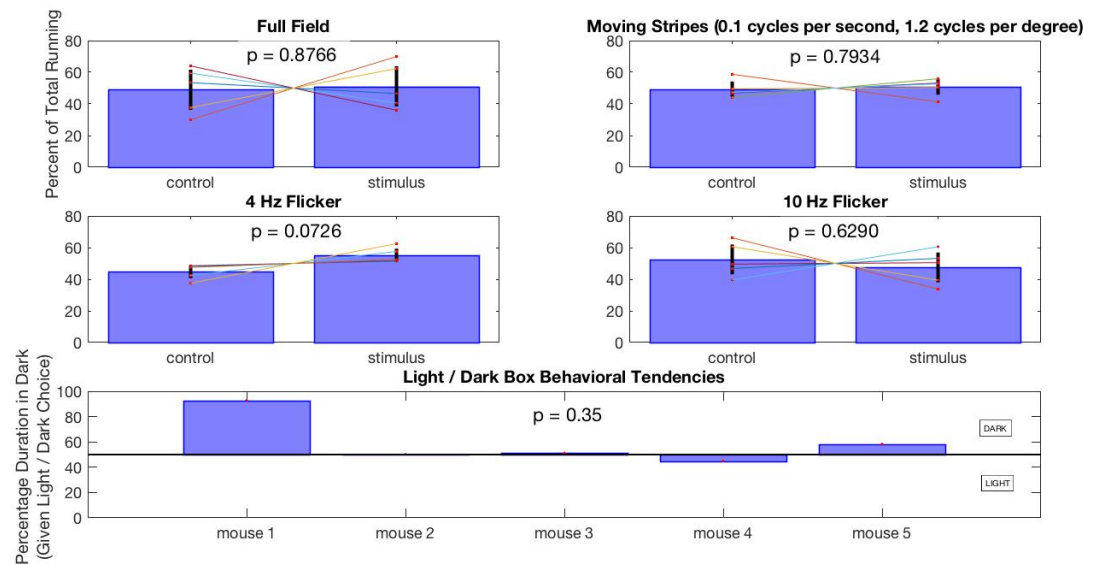 Full Field
Moving Stripes (0.1 cycles per second, 1.2 cycles per degree)
Percent of Total Running
80
60
40
20
0
p = 0.8766
control
stimulus
80
60
40
20
0
p = 0.7934
control
stimulus
4 Hz Flicker
10 Hz Flicker
80
60
40
20
0
p = 0.0726
control
stimulus
80
60
40
20
0
p = 0.6290
control
stimulus
Light / Dark Box Behavioral Tendencies
Percentage Duration in Dark
(Given Light / Dark Choice)
100
80
60
40
20
0
p = 0.35
DARK
LIGHT
mouse 1
mouse 2
mouse 3
mouse 4
mouse 5